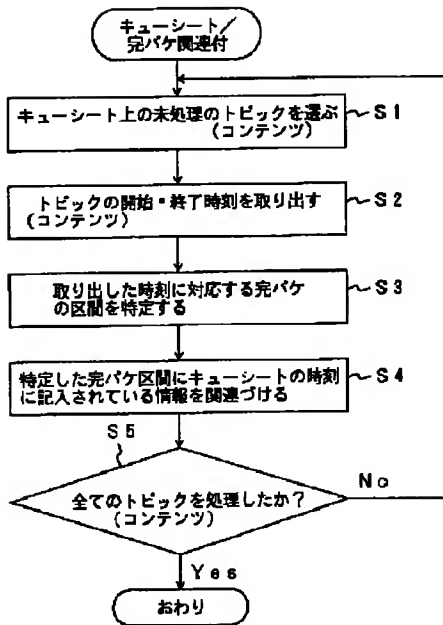 キューシート／
完パケ関連付
キューシート上の未処理のトピックを選ぶ
(コンテンツ)
S1
トピックの開始・終了時刻を取り出す
(コンテンツ)
S2
取り出した時刻に対応する完パケ
の区間を特定する
S3
特定した完パケ区間にキューシートの時刻
に記入されている情報を関連づける
S4
S5
全てのトピックを処理したか？
(コンテンツ)
No
Yes
おわり